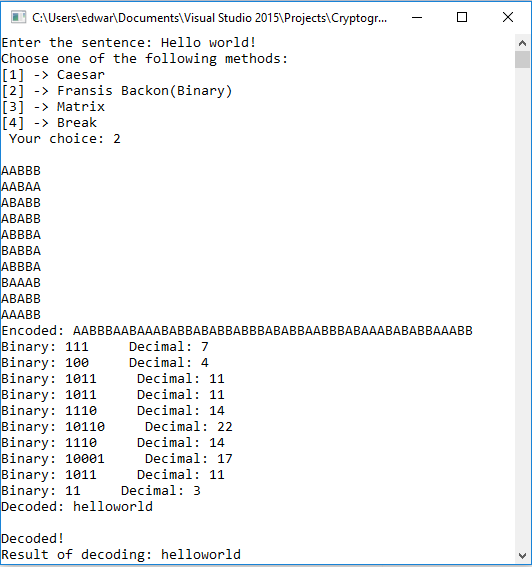 C:\Users\edwar\Documents\Visual Studio 2015\Projects\Cryptogr...
Enter the sentence: Hello world!
Choose one of the following methods:
[1] -> Caesar
[2] -> Fransis Backon(Binary)
[3] -> Matrix
[4] -> Break
Your choice: 2
AABBB
AABAA
ABABB
ABABB
ABBBA
BABBA
ABBBA
BAAAB
ABABB
AAABB
Encoded: AABBBAABAAABABBABABBABBBABABBAABBBABAAABABABBAAABB
Binary: 111     Decimal: 7
Binary: 100     Decimal: 4
Binary: 1011     Decimal: 11
Binary: 1011     Decimal: 11
Binary: 1110     Decimal: 14
Binary: 10110     Decimal: 22
Binary: 1110     Decimal: 14
Binary: 10001     Decimal: 17
Binary: 1011     Decimal: 11
Binary: 11     Decimal: 3
Decoded: helloworld
Decoded!
Result of decoding: helloworld